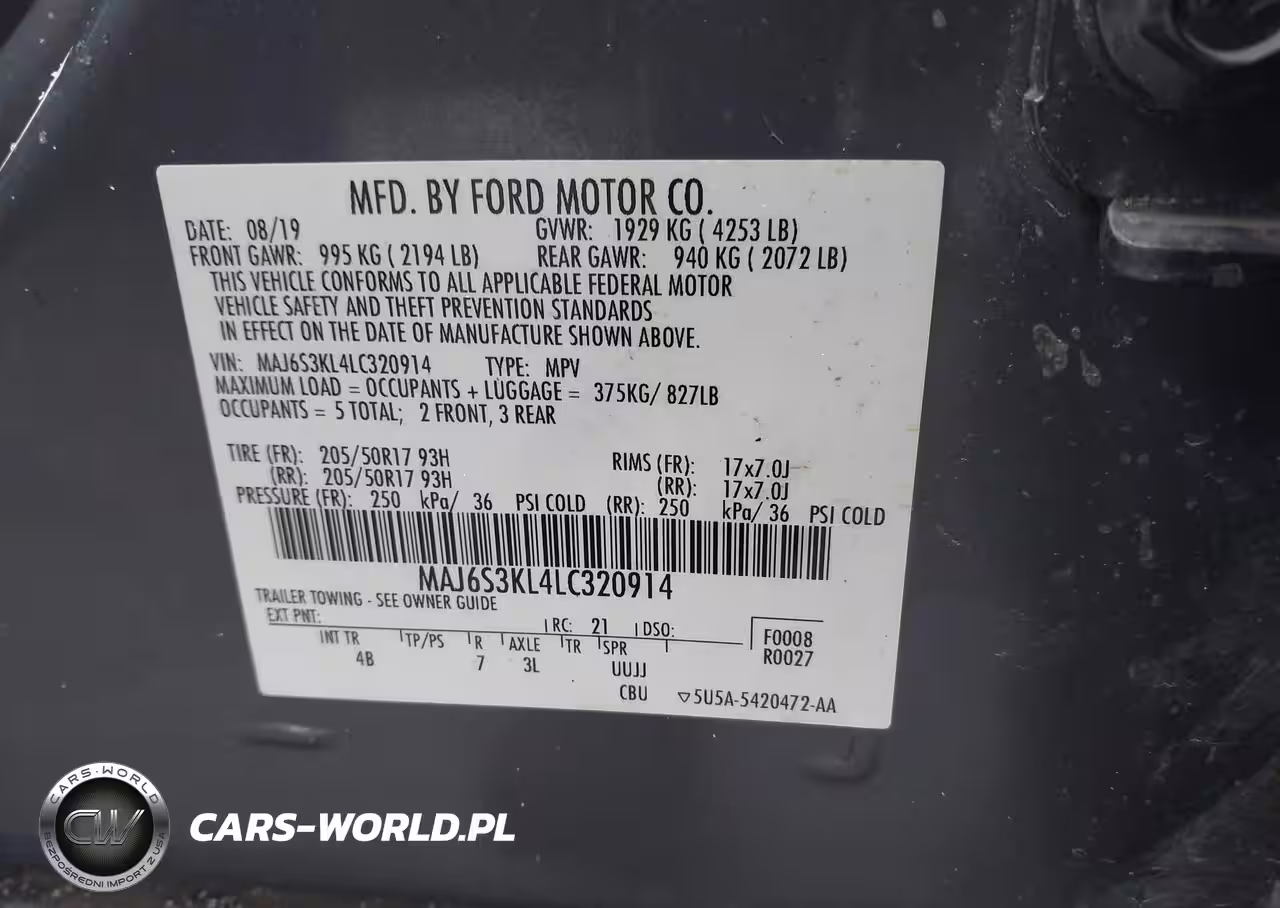 MFD. BY FORD MOTOR CO.
DATE: 08/19 GVWR: 1929 KG ( 4253 LB)
FRONT GAWR: 995 KG ( 2194 LB) REAR GAWR: 940 KG ( 2072 LB)
THIS VEHICLE CONFORMS TO ALL APPLICABLE FEDERAL MOTOR
VEHICLE SAFETY AND THEFT PREVENTION STANDARDS
IN EFFECT ON THE DATE OF MANUFACTURE SHOWN ABOVE.
VIN: MAJ6S3KL4LC320914 TYPE: MPV
MAXIMUM LOAD = OCCUPANTS + LUGGAGE = 375KG/ 827LB
OCCUPANTS = 5 TOTAL; 2 FRONT, 3 REAR
TIRE (FR): 205/50R17 93H RIMS (FR): 17x7.0J
(RR): 205/50R17 93H (RR): 17x7.0J
PRESSURE (FR): 250 kPa/ 36 PSI COLD (RR): 250 kPa/ 36 PSI COLD
MAJ6S3KL4LC320914
TRAILER TOWING - SEE OWNER GUIDE
EXT PNT: RC: 21 DSO: F0008
INT TR TP/PS R AXLE TR SPR R0027
4B 7 3L UUJJ
CBU ▽5U5A-5420472-AA
CARS-WORLD
CW
BEZPOŚREDNI IMPORT Z USA
CARS-WORLD.PL